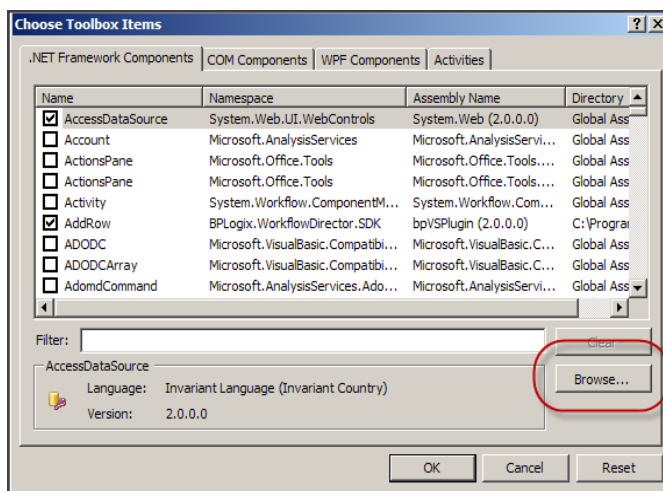 Choose Toolbox Items
.NET Framework Components COM Components WPF Components Activities
Name Namespace Assembly Name Directory
AccessDataSource System.Web.UI.WebControls System.Web (2.0.0.0) Global Ass
Account Microsoft.AnalysisServices Microsoft.AnalysisServi... Global Ass
ActionsPane Microsoft.Office.Tools Microsoft.Office.Tools.... Global Ass
ActionsPane Microsoft.Office.Tools Microsoft.Office.Tools.... Global Ass
Activity System.Workflow.ComponentM... System.Workflow.Com... Global Ass
AddRow BPLogix.WorkflowDirector.SDK bpVSPlugin (2.0.0.0) C:\Progra
ADODC Microsoft.VisualBasic.Compatibi... Microsoft.VisualBasic.C... Global Ass
ADODCArray Microsoft.VisualBasic.Compatibi... Microsoft.VisualBasic.C... Global Ass
AdomdCommand Microsoft.AnalysisServices.Ado... Microsoft.AnalysisServi... Global Ass
Filter: Clear
AccessDataSource
Browse...
Language: Invariant Language (Invariant Country)
Version: 2.0.0.0
OK Cancel Reset